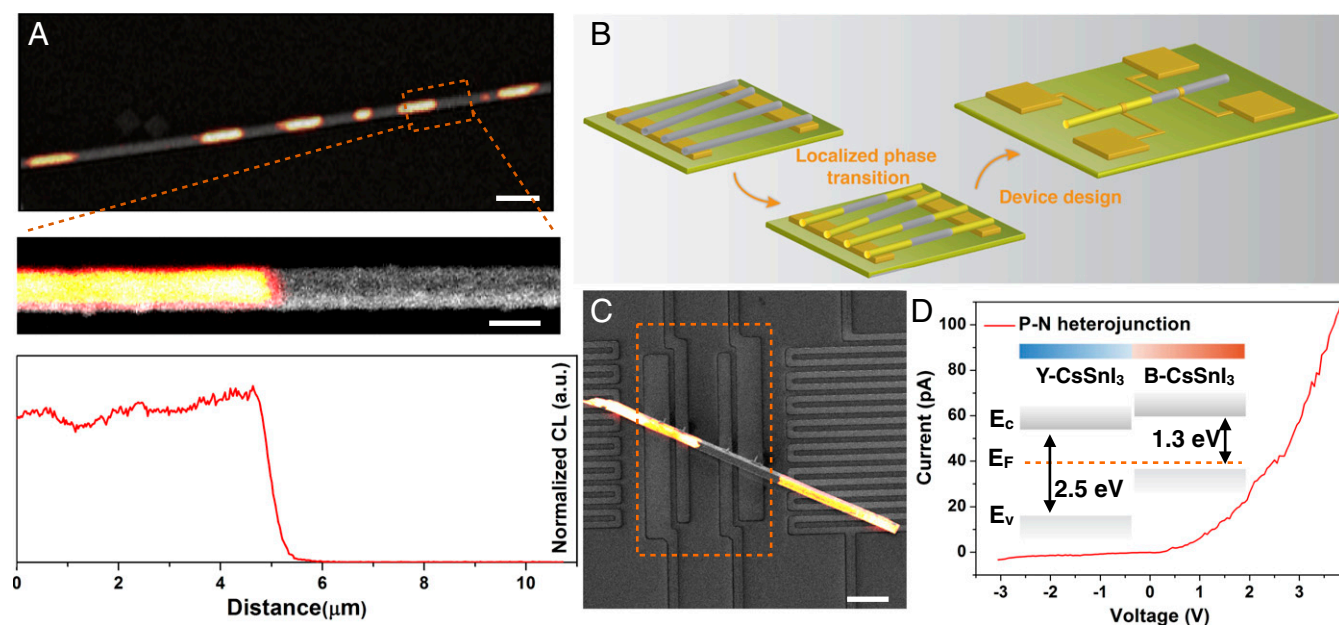 A
B
Localized phase
transition
Device design
Normalized CL (a.u.)
0 2 4 6 8 10
Distance(μm)
C
D
P-N heterojunction
Y-CsSnI₃ B-CsSnI₃
Ec
1.3 eV
EF
2.5 eV
Ev
Current (pA)
100
80
60
40
20
0
-3 -2 -1 0 1 2 3
Voltage (V)